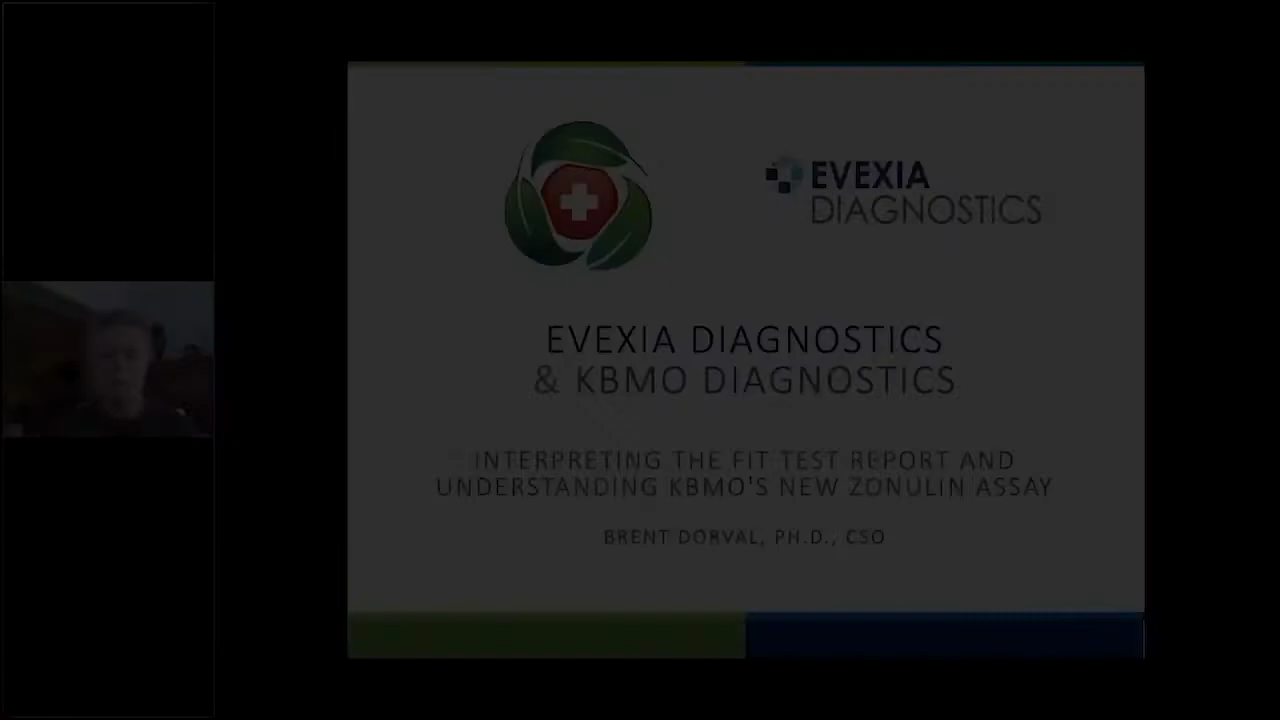 EVEXIA
DIAGNOSTICS
EVEXIA DIAGNOSTICS
& KBMO DIAGNOSTICS
INTERPRETING THE FIT TEST REPORT AND
UNDERSTANDING KBMO'S NEW ZONULIN ASSAY
BRENT DORVAL, PH.D., CSO